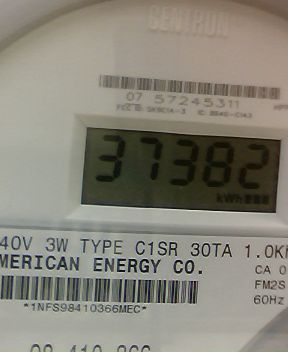 CENTRON
07 57245311
37382
kWh
40V 3W TYPE C1SR 30TA 1.0K
MERICAN ENERGY CO.
CA 0
FM2S
60Hz
*1NFS98410366MEC*